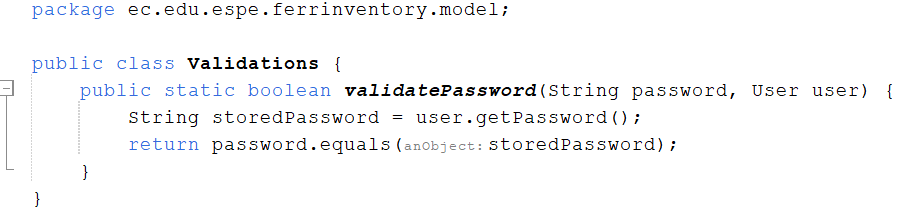 package ec.edu.espe.ferrinventory.model;
public class Validations {
public static boolean validatePassword(String password, User user) {
String storedPassword = user.getPassword();
return password.equals(anObject: storedPassword);
}
}